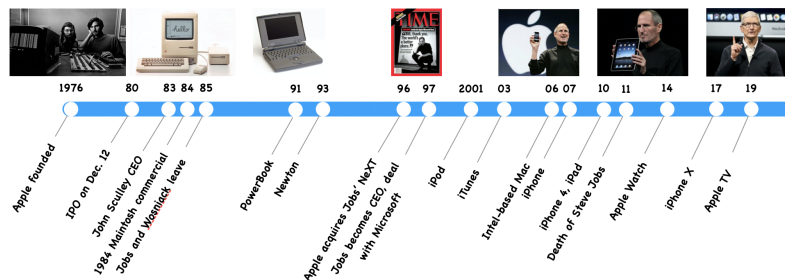 hello
TIME
1976
80
83
84
85
91
93
96
97
2001
03
06
07
10
11
14
17
19
Apple founded
IPO on Dec. 12
John Sculley CEO
1984 Maintosh commercial
Jobs and Wosniack leave
PowerBook
Newton
Apple acquires Jobs' NeXT
Jobs becomes CEO, deal
with Microsoft
iPod
iTunes
Intel-based Mac
iPhone
iPhone 4, iPad
Death of Steve Jobs
Apple Watch
iPhone X
Apple TV